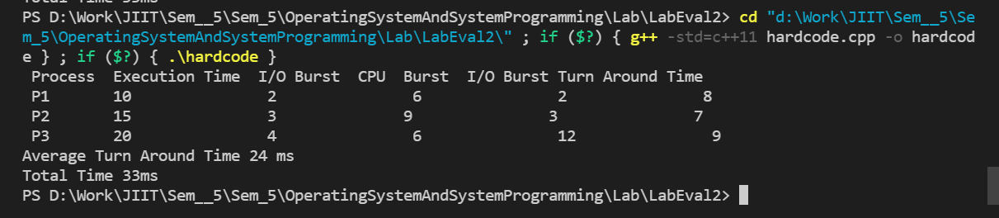 PS D:\Work\JIIT\Sem__5\Sem_5\OperatingSystemAndSystemProgramming\Lab\LabEval2> cd "d:\Work\JIIT\Sem__5\Se
m_5\OperatingSystemAndSystemProgramming\Lab\LabEval2\" ; if ($?) { g++ -std=c++11 hardcode.cpp -o hardcod
e } ; if ($?) { .\hardcode }
Process  Execution Time  I/O Burst  CPU  Burst  I/O Burst Turn Around Time
P1 10 2 6 2 8
P2 15 3 9 3 7
P3 20 4 6 12 9
Average Turn Around Time 24 ms
Total Time 33ms
PS D:\Work\JIIT\Sem__5\Sem_5\OperatingSystemAndSystemProgramming\Lab\LabEval2>